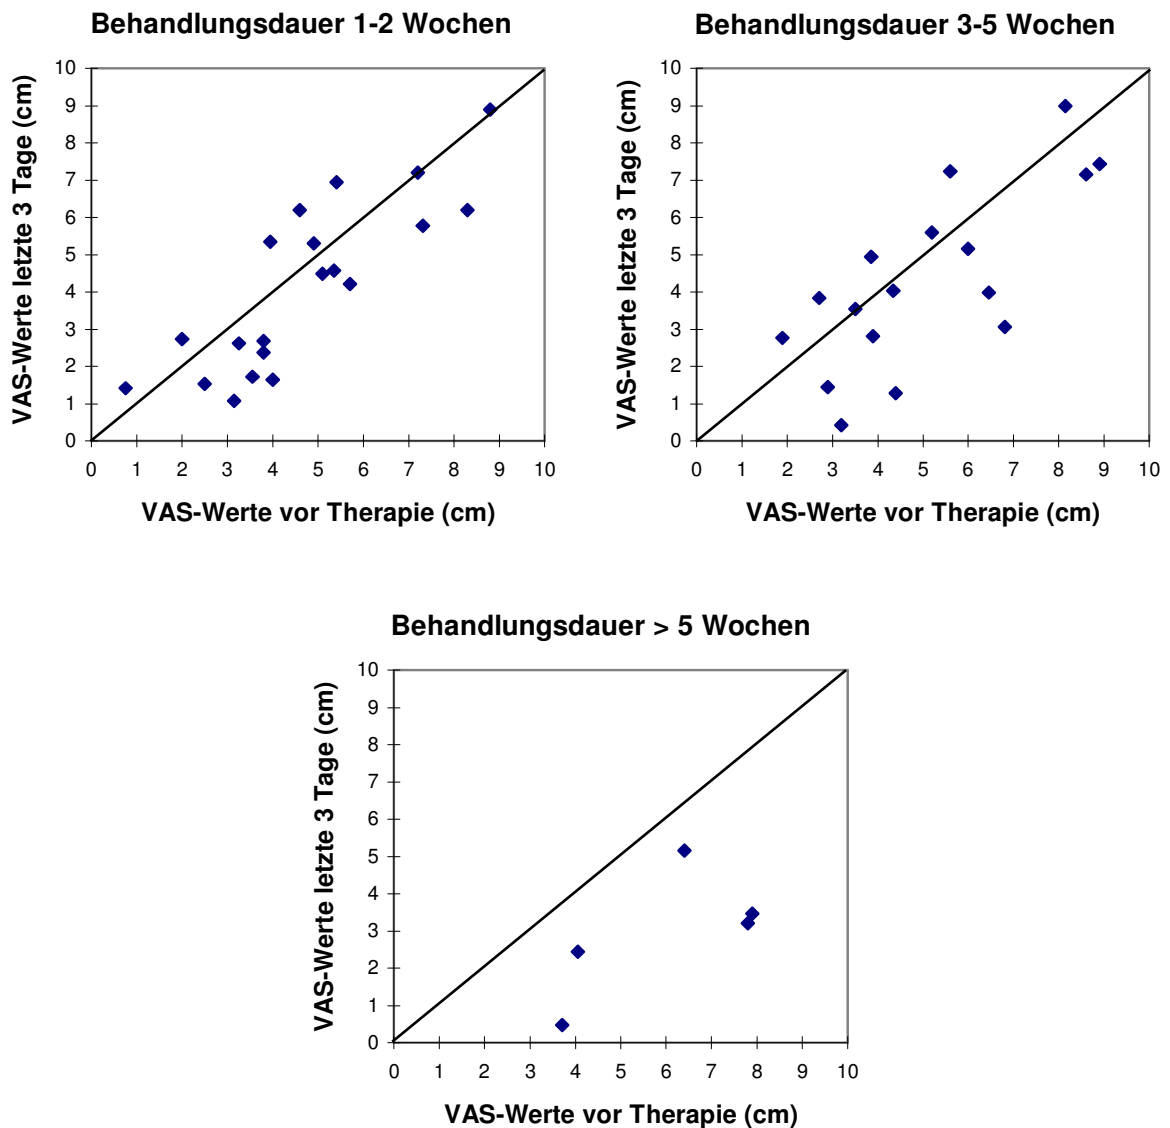 Behandlungsdauer 1-2 Wochen
VAS-Werte letzte 3 Tage (cm)
10
9
8
7
6
5
4
3
2
1
0
0 1 2 3 4 5 6 7 8 9 10
VAS-Werte vor Therapie (cm)
Behandlungsdauer 3-5 Wochen
VAS-Werte letzte 3 Tage (cm)
10
9
8
7
6
5
4
3
2
1
0
0 1 2 3 4 5 6 7 8 9 10
VAS-Werte vor Therapie (cm)
Behandlungsdauer > 5 Wochen
VAS-Werte letzte 3 Tage (cm)
10
9
8
7
6
5
4
3
2
1
0
0 1 2 3 4 5 6 7 8 9 10
VAS-Werte vor Therapie (cm)